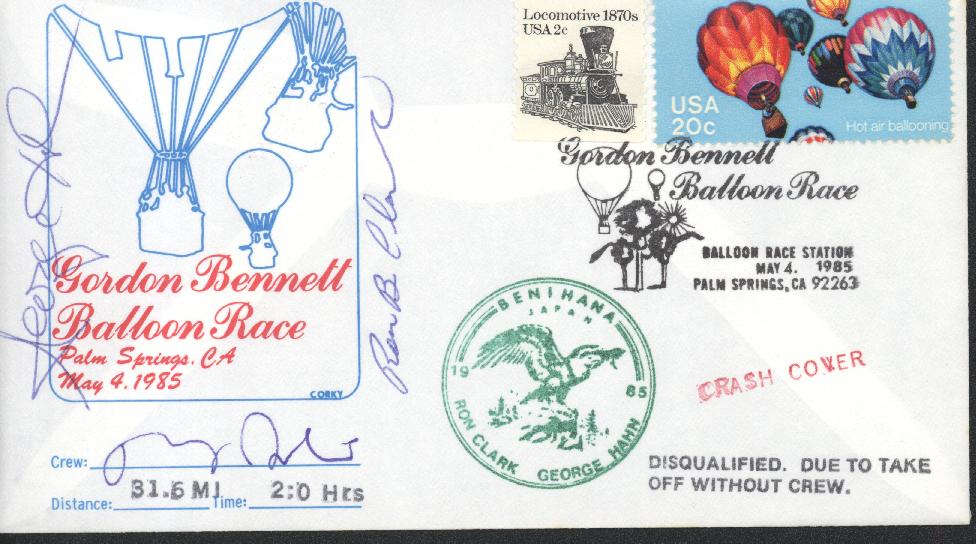 Locomotive 1870s
USA 2c
USA
20c
Hot air ballooning
Gordon Bennett
Balloon Race
BALLOON RACE STATION
MAY 4. 1985
PALM SPRINGS, CA 92263
Gordon Bennett
Balloon Race
Palm Springs, CA
May 4, 1985
CORKY
BENIHANA
JAPAN
1985
RON CLARK GEORGE HAHN
CRASH COVER
DISQUALIFIED. DUE TO TAKE
OFF WITHOUT CREW.
Crew:
Distance: 31.6 MI Time: 2:0 Hrs